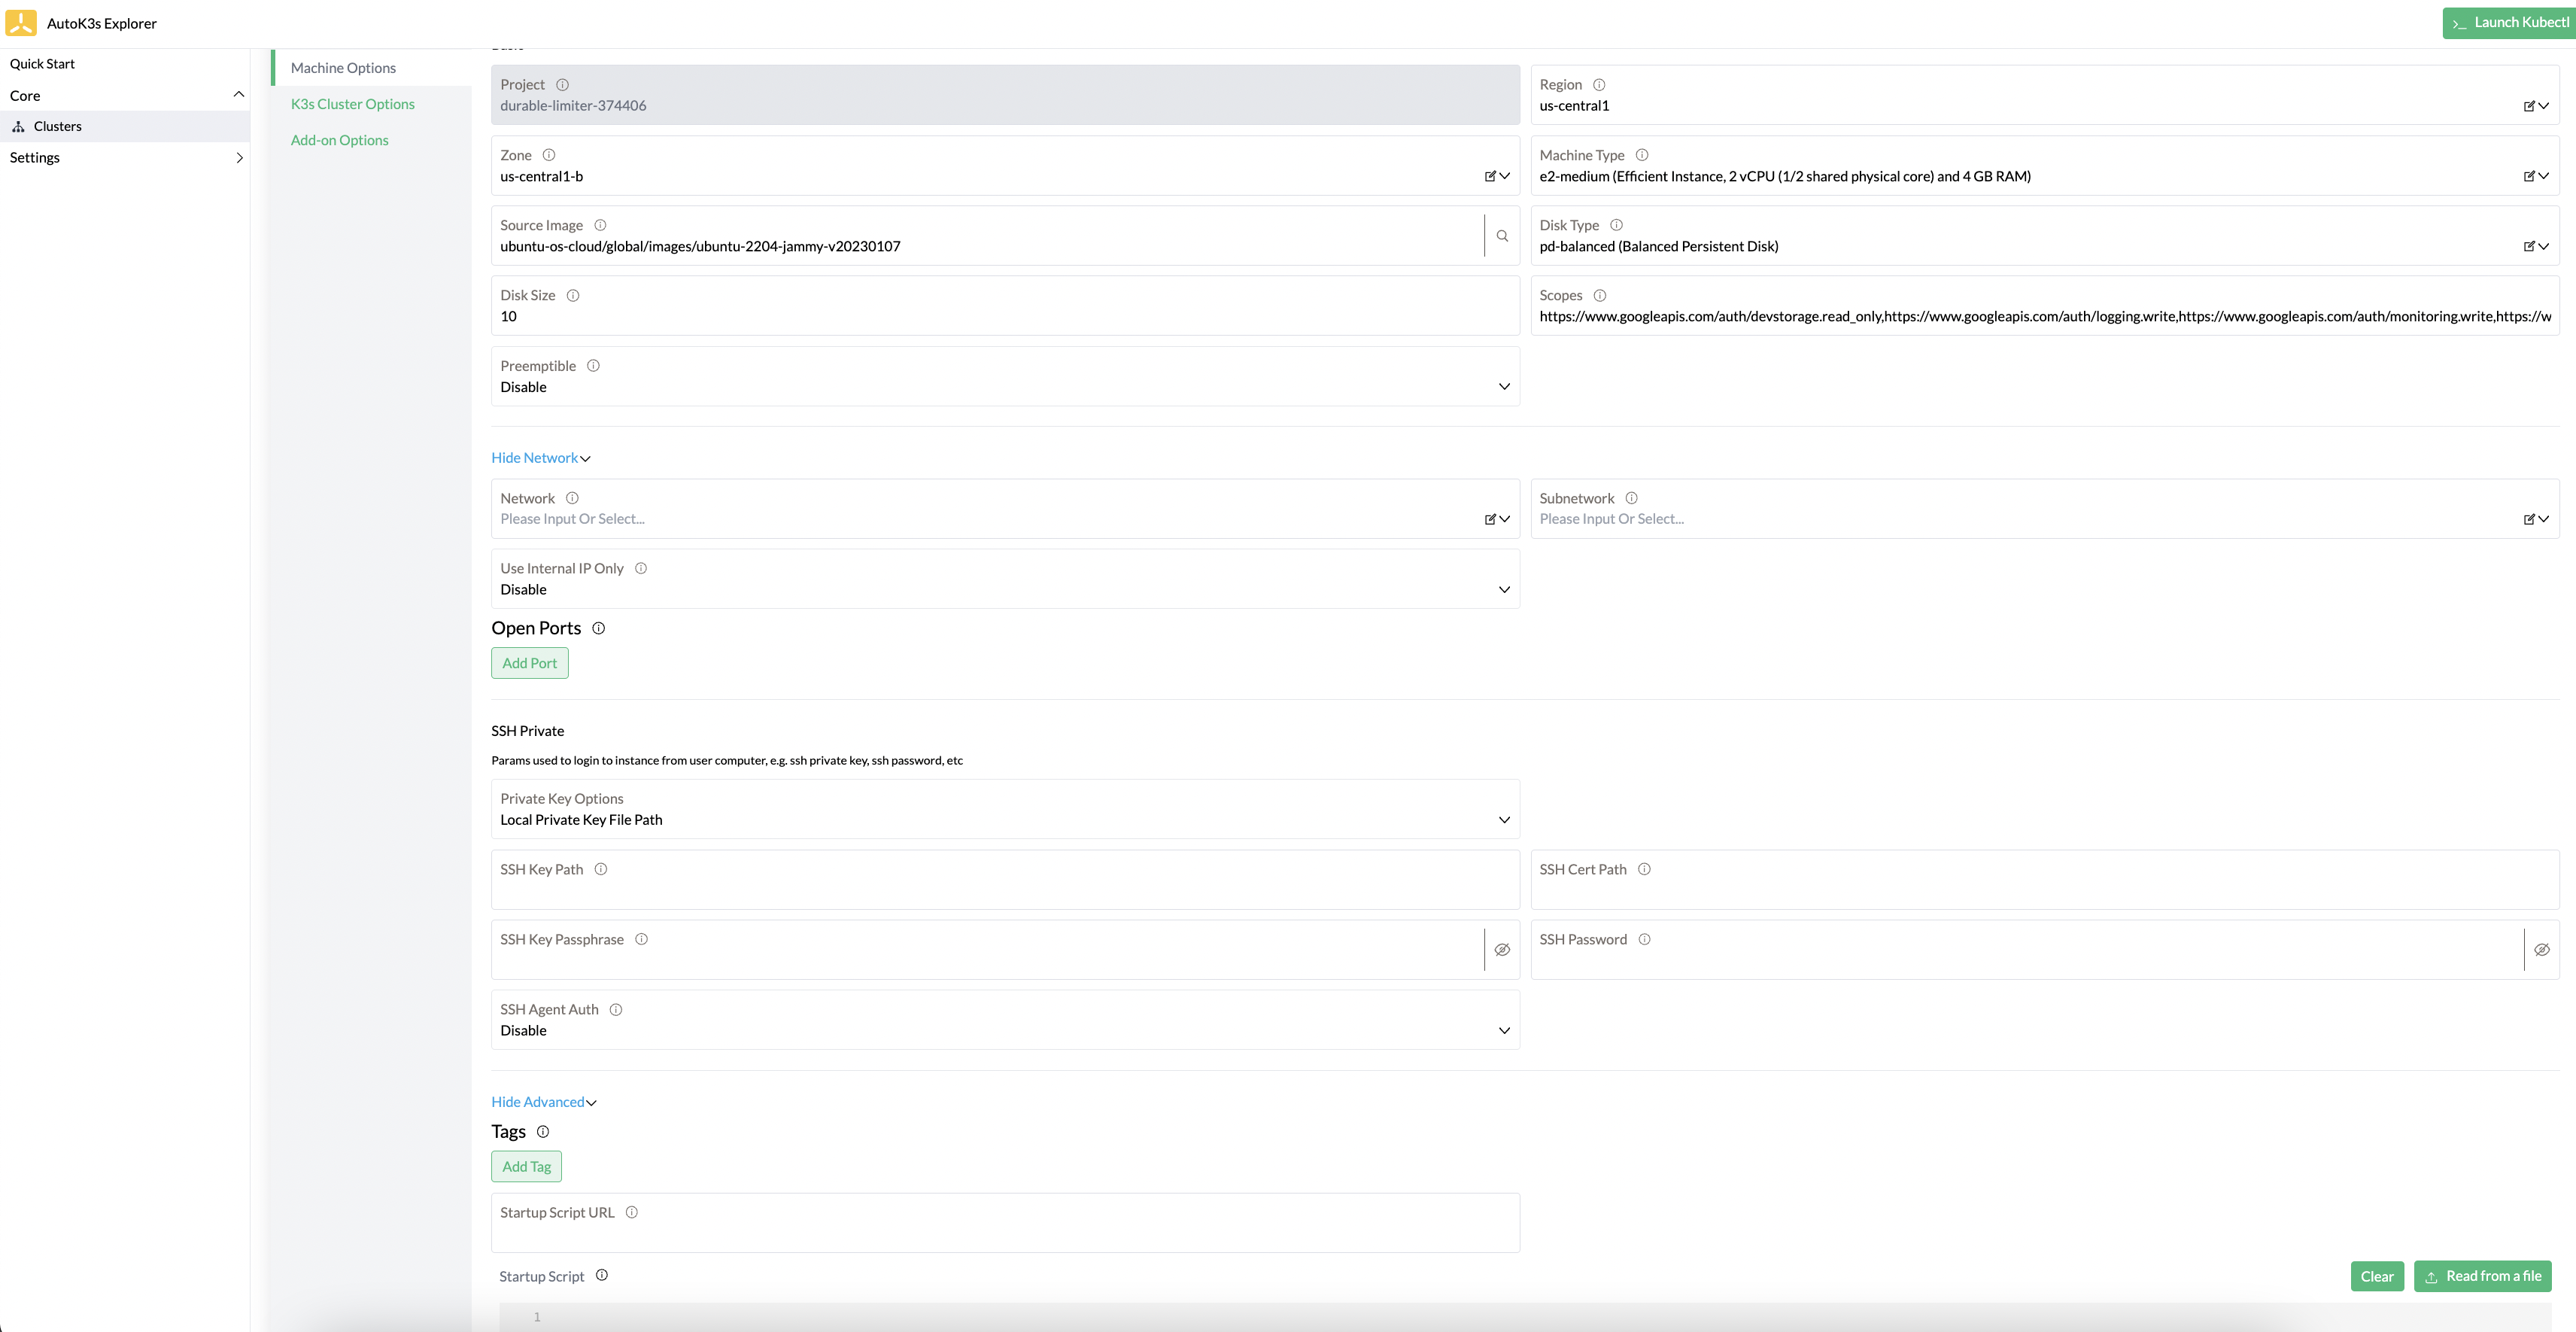 AutoK3s Explorer
Launch Kubectl
Quick Start
Core
Clusters
Settings
Machine Options
K3s Cluster Options
Add-on Options
Project
durable-limiter-374406
Region
us-central1
Zone
us-central1-b
Machine Type
e2-medium (Efficient Instance, 2 vCPU (1/2 shared physical core) and 4 GB RAM)
Source Image
ubuntu-os-cloud/global/images/ubuntu-2204-jammy-v20230107
Disk Type
pd-balanced (Balanced Persistent Disk)
Disk Size
10
Scopes
https://www.googleapis.com/auth/devstorage.read_only,https://www.googleapis.com/auth/logging.write,https://www.googleapis.com/auth/monitoring.write,https://w
Preemptible
Disable
Hide Network
Network
Please Input Or Select...
Subnetwork
Please Input Or Select...
Use Internal IP Only
Disable
Open Ports
Add Port
SSH Private
Params used to login to instance from user computer, e.g. ssh private key, ssh password, etc
Private Key Options
Local Private Key File Path
SSH Key Path
SSH Cert Path
SSH Key Passphrase
SSH Password
SSH Agent Auth
Disable
Hide Advanced
Tags
Add Tag
Startup Script URL
Startup Script
Clear
Read from a file
1